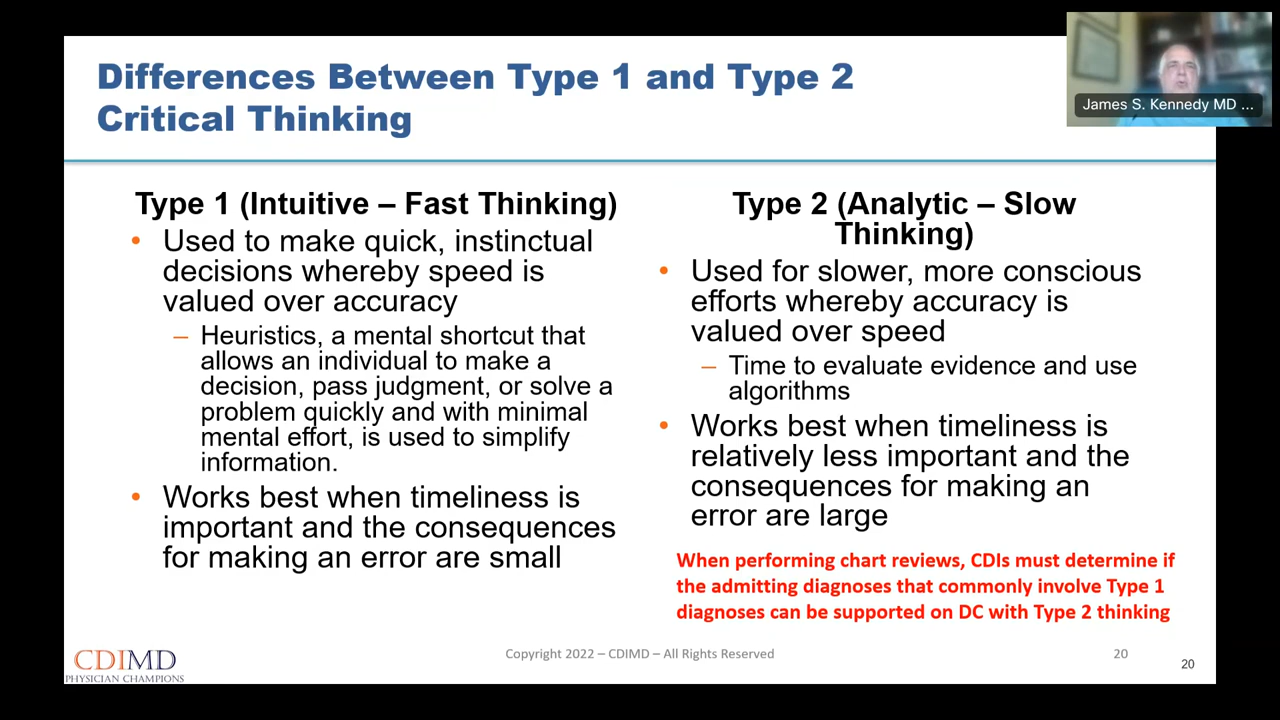 Differences Between Type 1 and Type 2
Critical Thinking
James S. Kennedy MD ...
Type 1 (Intuitive – Fast Thinking)
• Used to make quick, instinctual
decisions whereby speed is
valued over accuracy
– Heuristics, a mental shortcut that
allows an individual to make a
decision, pass judgment, or solve a
problem quickly and with minimal
mental effort, is used to simplify
information.
• Works best when timeliness is
important and the consequences
for making an error are small
Type 2 (Analytic – Slow
Thinking)
• Used for slower, more conscious
efforts whereby accuracy is
valued over speed
– Time to evaluate evidence and use
algorithms
• Works best when timeliness is
relatively less important and the
consequences for making an
error are large
When performing chart reviews, CDIs must determine if
the admitting diagnoses that commonly involve Type 1
diagnoses can be supported on DC with Type 2 thinking
CDIMD
PHYSICIAN CHAMPIONS
Copyright 2022 – CDIMD – All Rights Reserved
20
20